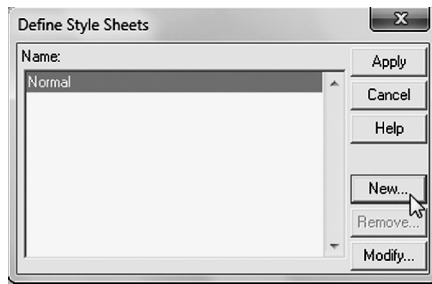 Define Style Sheets
Name:
Normal
Apply
Cancel
Help
New...
Remove...
Modify...